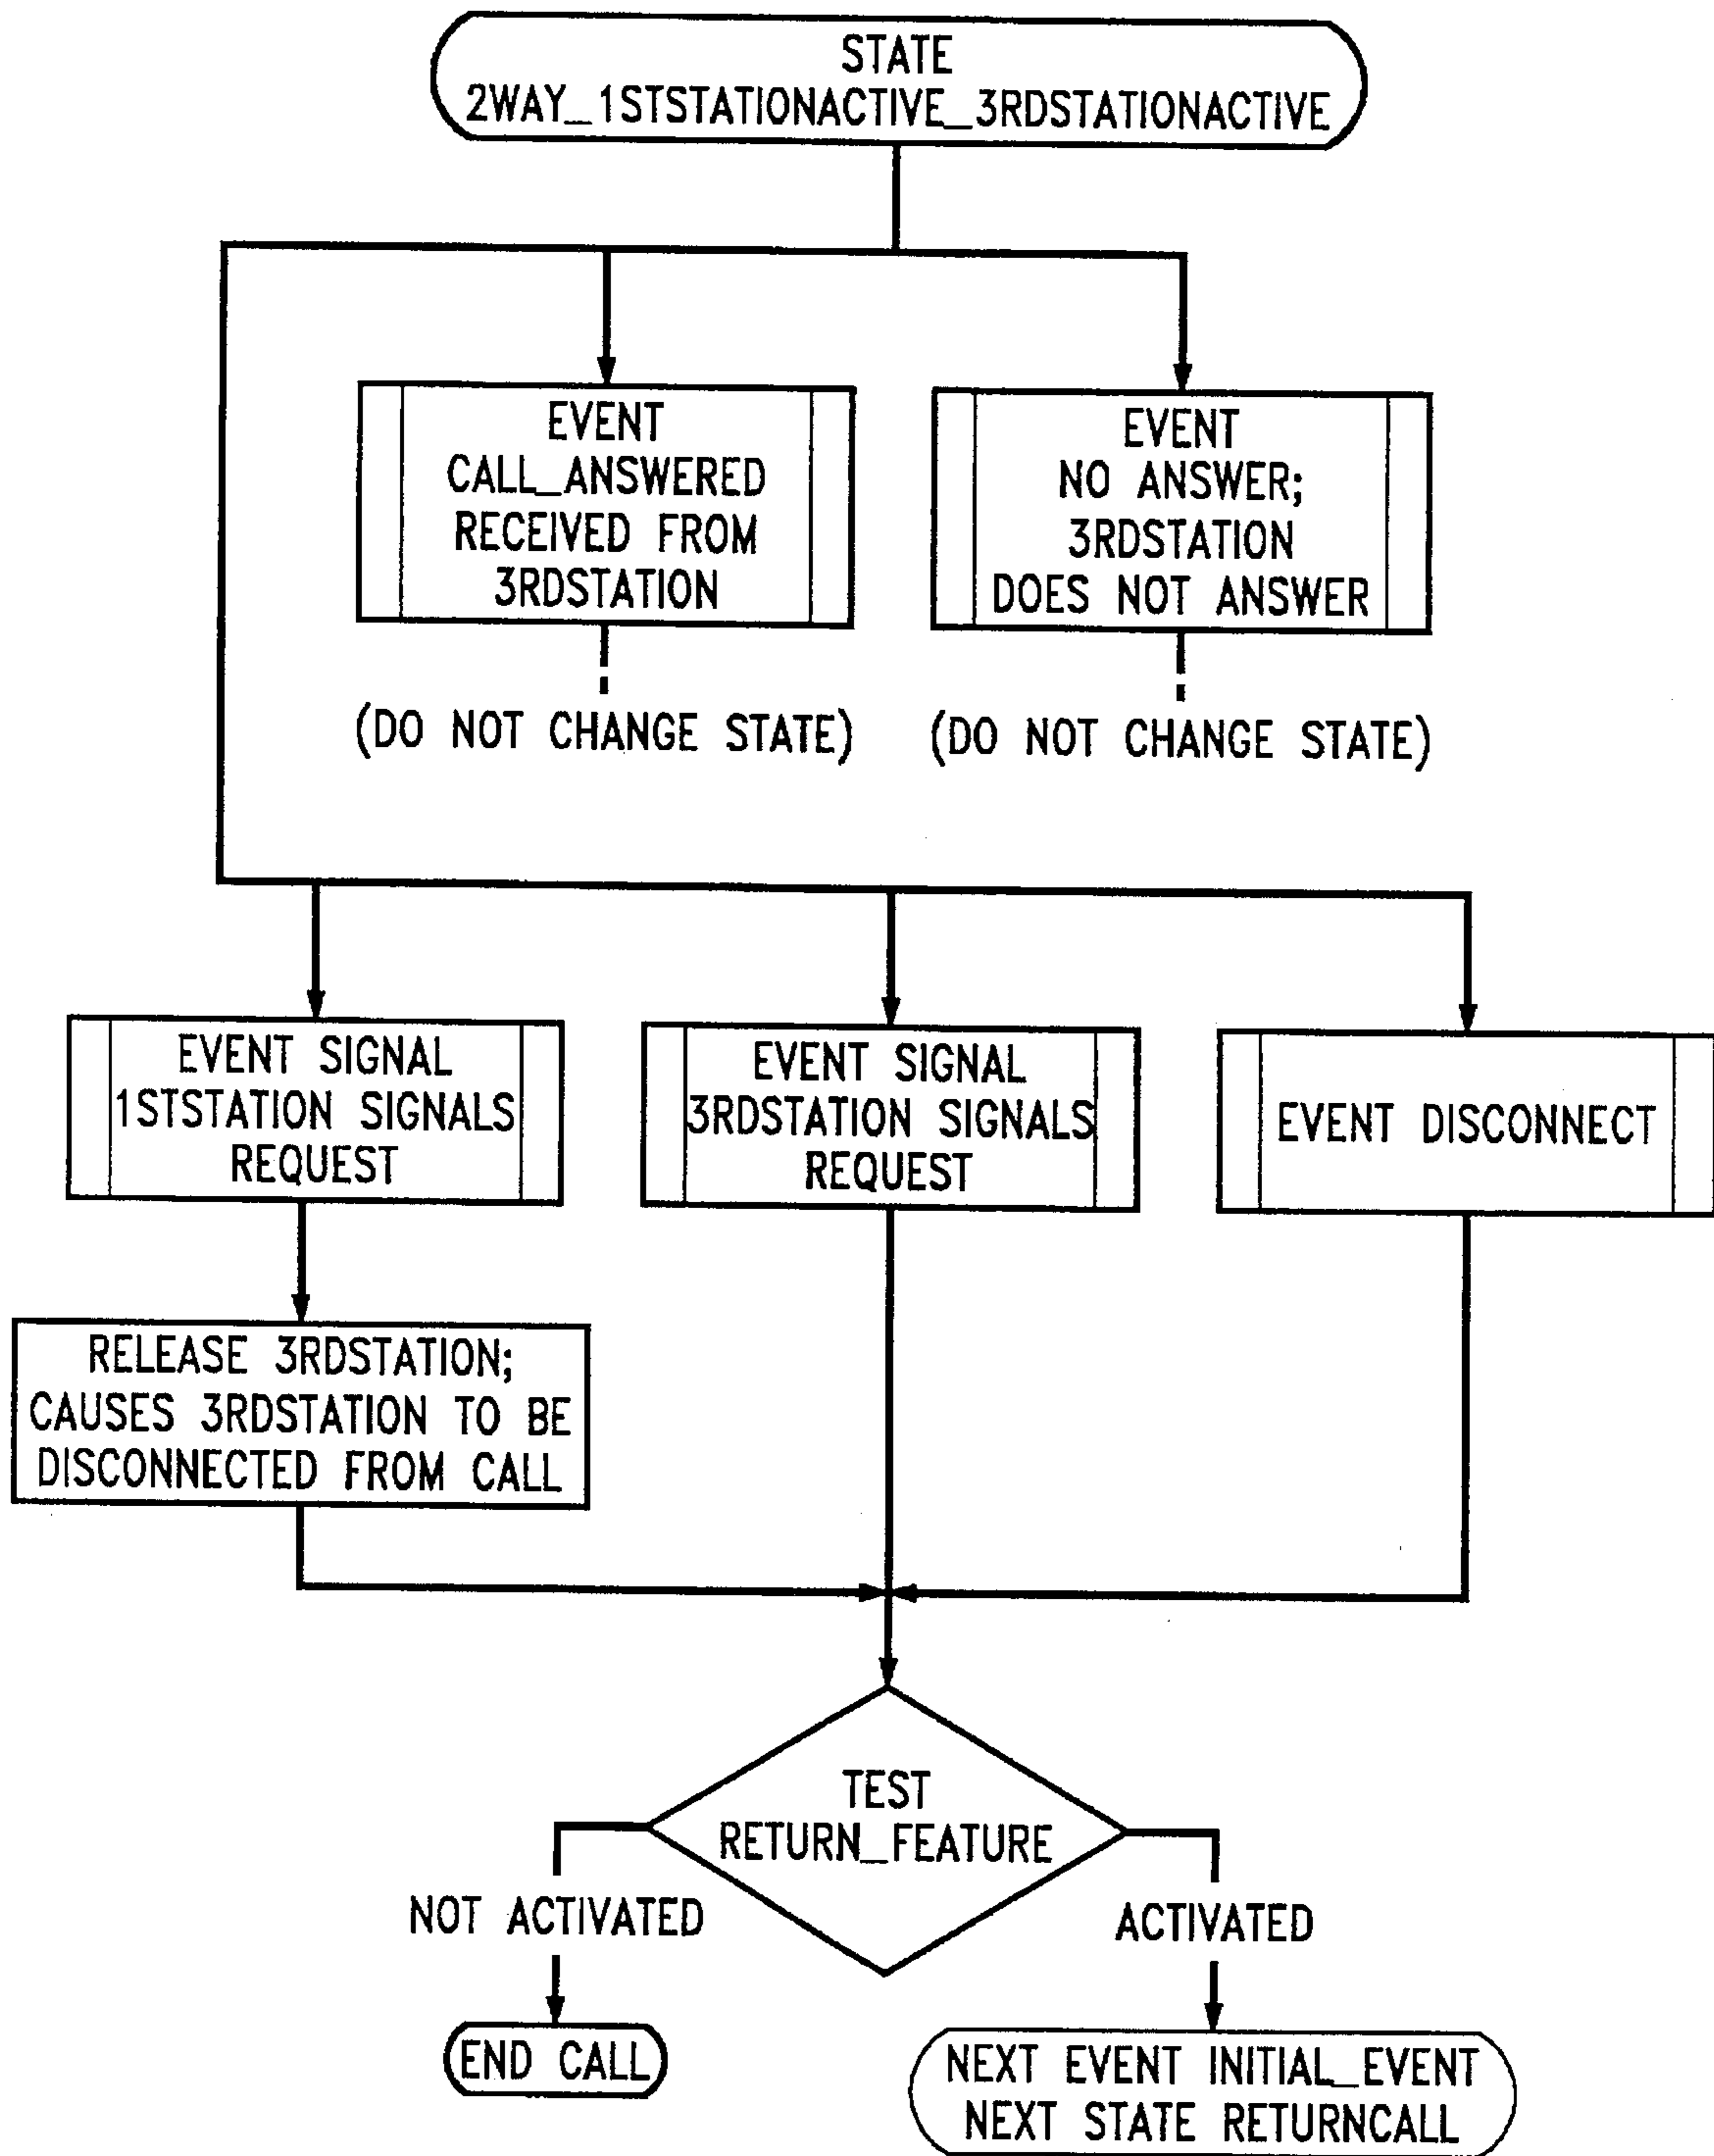 STATE
2WAY_1STSTATIONACTIVE_3RDSTATIONACTIVE
EVENT
CALL_ANSWERED
RECEIVED FROM
3RDSTATION
EVENT
NO ANSWER;
3RDSTATION
DOES NOT ANSWER
(DO NOT CHANGE STATE)
(DO NOT CHANGE STATE)
EVENT SIGNAL
1STSTATION SIGNALS
REQUEST
EVENT SIGNAL
3RDSTATION SIGNALS
REQUEST
EVENT DISCONNECT
RELEASE 3RDSTATION;
CAUSES 3RDSTATION TO BE
DISCONNECTED FROM CALL
TEST
RETURN_FEATURE
NOT ACTIVATED
ACTIVATED
END CALL
NEXT EVENT INITIAL_EVENT
NEXT STATE RETURNCALL